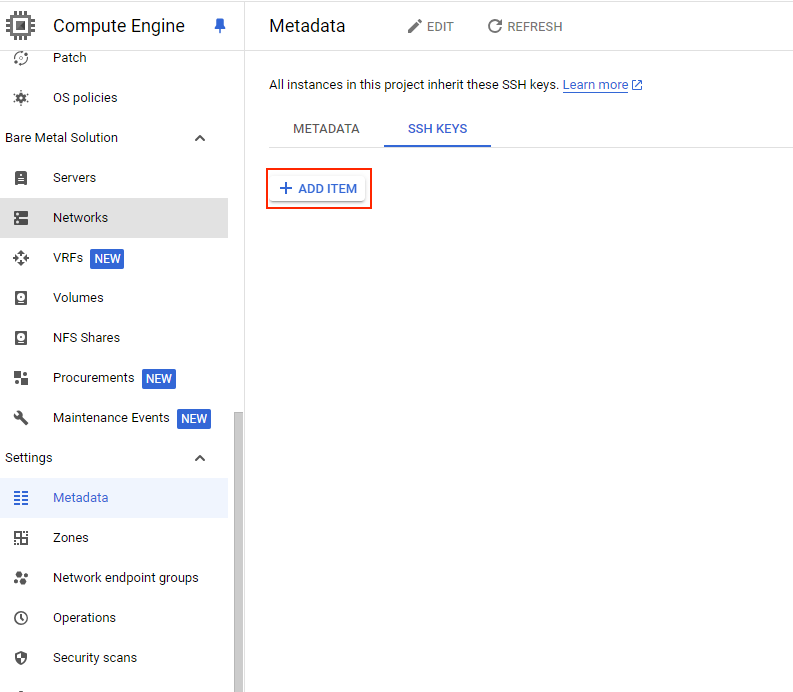 Compute Engine
Metadata
EDIT
REFRESH
Patch
OS policies
Bare Metal Solution
Servers
Networks
VRFs NEW
Volumes
NFS Shares
Procurements NEW
Maintenance Events NEW
Settings
Metadata
Zones
Network endpoint groups
Operations
Security scans
All instances in this project inherit these SSH keys. Learn more
METADATA
SSH KEYS
+ ADD ITEM